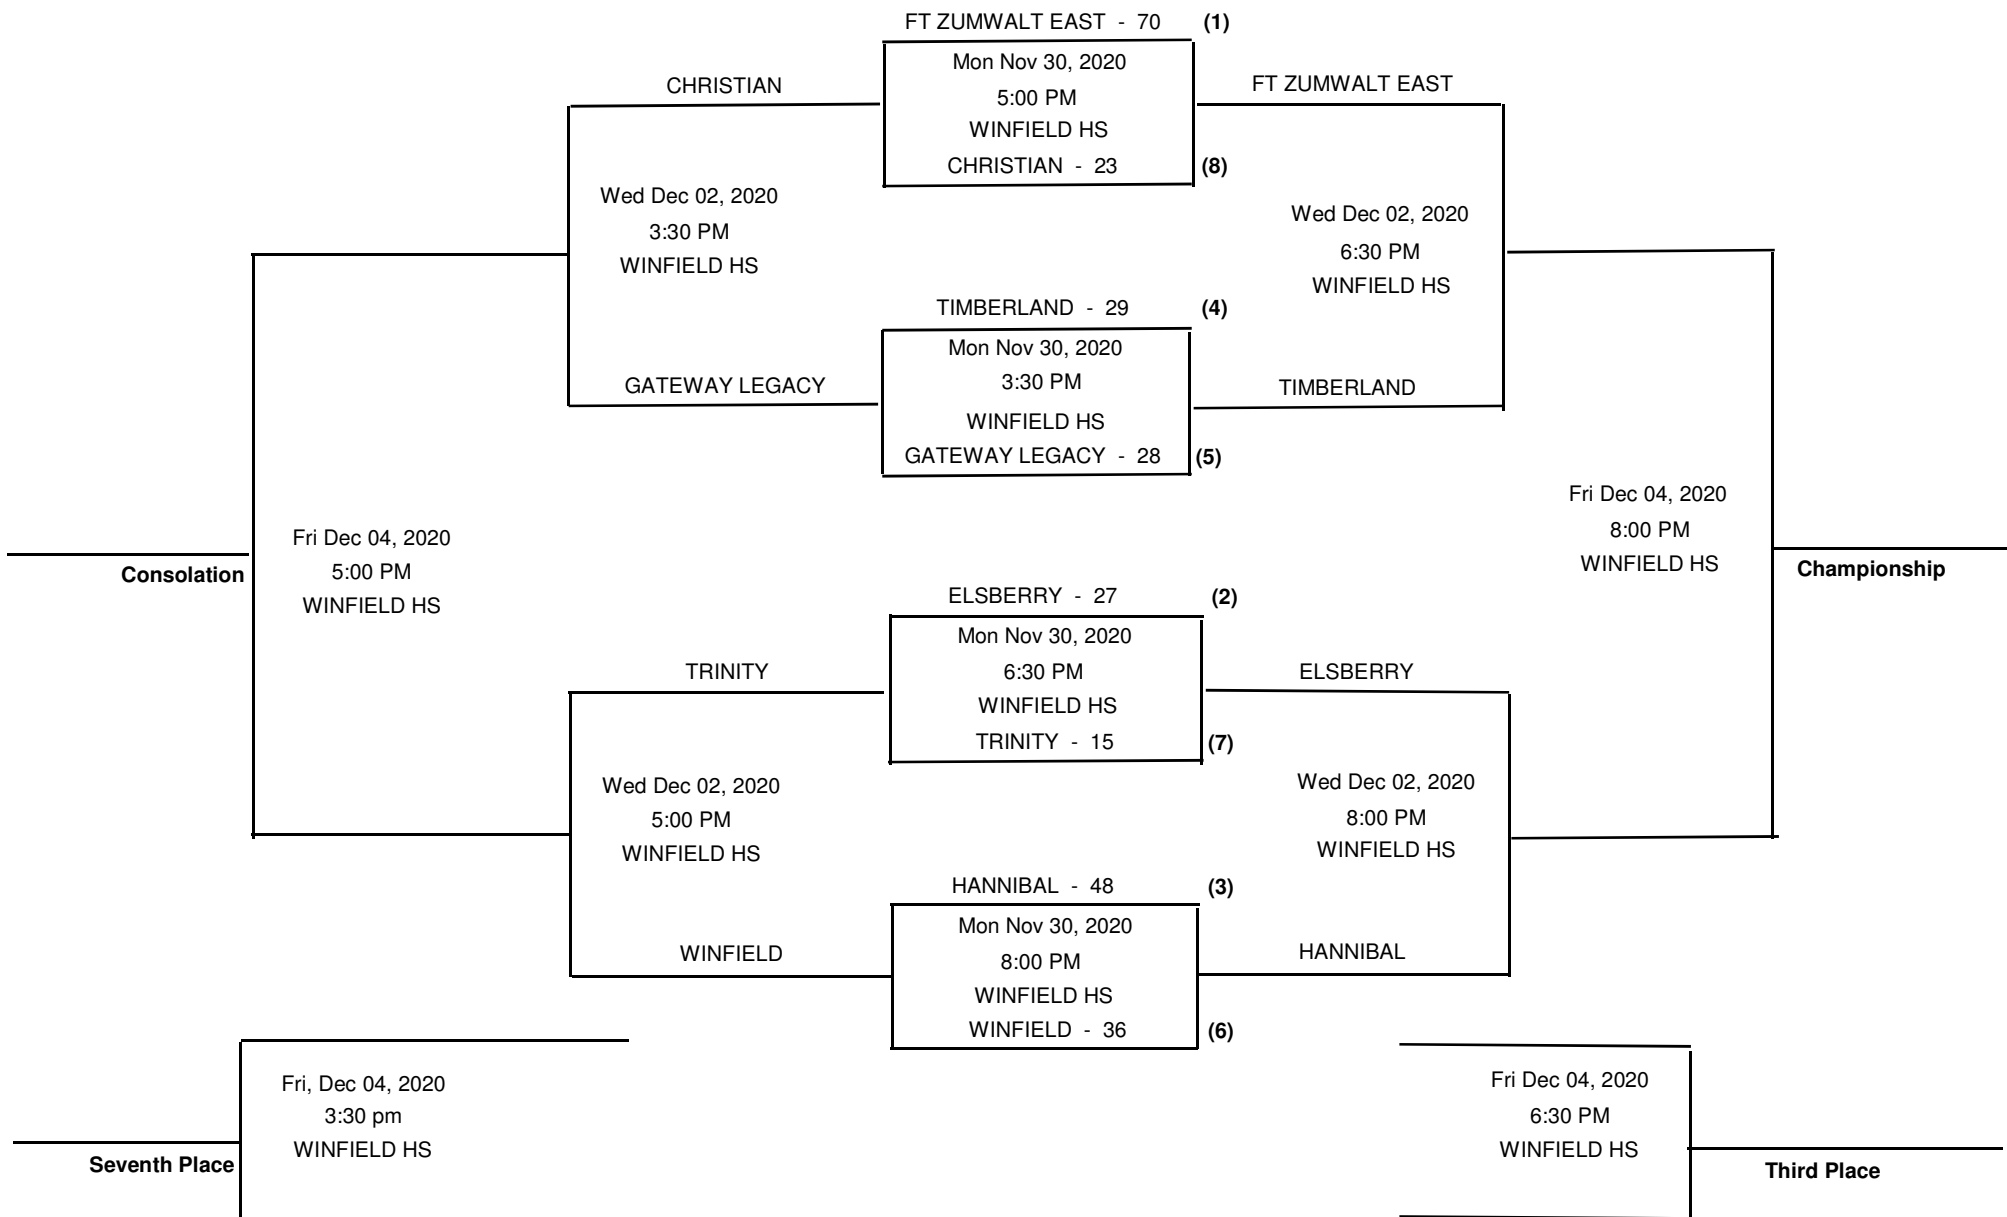 FT ZUMWALT EAST - 70 (1)
Mon Nov 30, 2020
5:00 PM
WINFIELD HS
CHRISTIAN - 23 (8)
CHRISTIAN
FT ZUMWALT EAST
Wed Dec 02, 2020
3:30 PM
WINFIELD HS
Wed Dec 02, 2020
6:30 PM
WINFIELD HS
TIMBERLAND - 29 (4)
Mon Nov 30, 2020
3:30 PM
WINFIELD HS
GATEWAY LEGACY - 28 (5)
GATEWAY LEGACY
TIMBERLAND
Fri Dec 04, 2020
5:00 PM
WINFIELD HS
Consolation
Fri Dec 04, 2020
8:00 PM
WINFIELD HS
Championship
ELSBERRY - 27 (2)
Mon Nov 30, 2020
6:30 PM
WINFIELD HS
TRINITY - 15 (7)
TRINITY
ELSBERRY
Wed Dec 02, 2020
5:00 PM
WINFIELD HS
Wed Dec 02, 2020
8:00 PM
WINFIELD HS
HANNIBAL - 48 (3)
Mon Nov 30, 2020
8:00 PM
WINFIELD HS
WINFIELD - 36 (6)
WINFIELD
HANNIBAL
Fri, Dec 04, 2020
3:30 pm
WINFIELD HS
Seventh Place
Fri Dec 04, 2020
6:30 PM
WINFIELD HS
Third Place